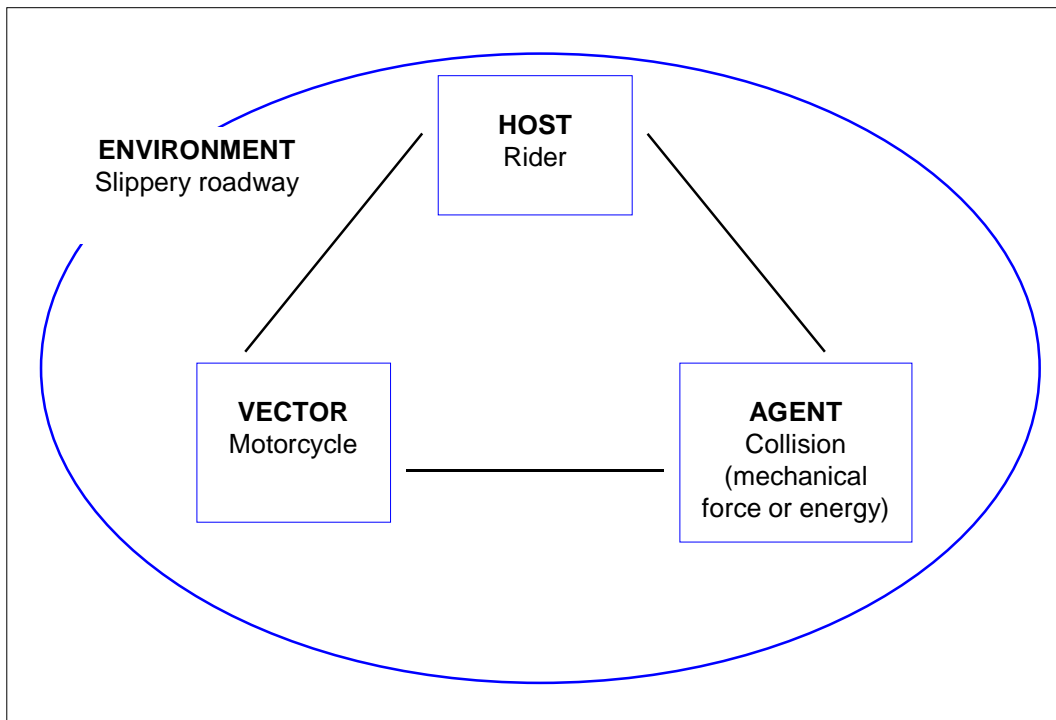 HOST
Rider
ENVIRONMENT
Slippery roadway
VECTOR
Motorcycle
AGENT
Collision
(mechanical
force or energy)